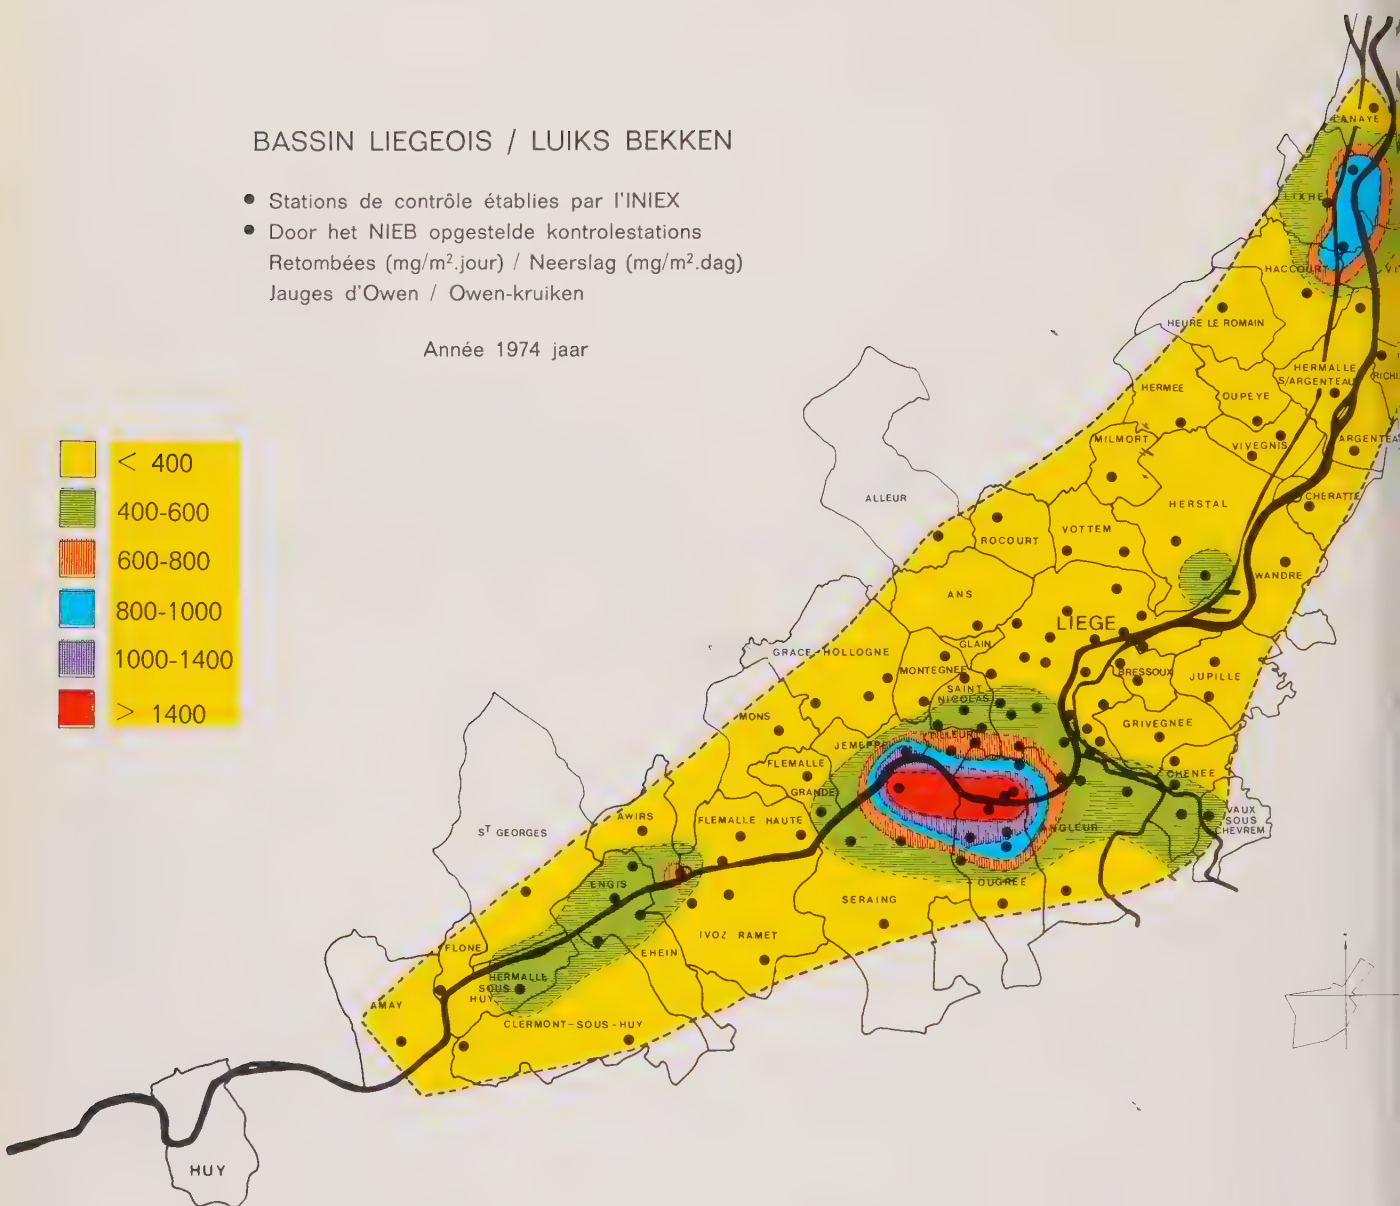 BASSIN LIEGEOIS / LUIKS BEKKEN
● Stations de contrôle établies par l'INIEX
● Door het NIEB opgestelde kontrolestations
Retombées (mg/m².jour) / Neerslag (mg/m².dag)
Jauges d'Owen / Owen-kruiken
Année 1974 jaar
< 400
400-600
600-800
800-1000
1000-1400
> 1400
LANAYE
LIXHE
HACCOURT
HEURE LE ROMAIN
HERMALLE
S/ARGENTEAU
HERMEE
OUPEYE
MILMORT
VIVEGNIS
ALLEUR
HERSTAL
CHERATTE
ROCOURT
VOTTEM
WANDRE
ANS
LIEGE
GLAIN
GRACE-HOLLOGNE
MONTEGNEE
BRESSOUX
JUPILLE
SAINT
NICOLAS
MONS
GRIVEGNEE
TILLEUR
JEMEPPE
FLEMALLE
GRANDE
CHENEE
VAUX
SOUS
CHEVREM
ANGLEUR
AWIRS
FLEMALLE HAUTE
Sᵀ GEORGES
ENGIS
OUGREE
SERAING
IVOZ RAMET
FLONE
EHEIN
HERMALLE
SOUS
HUY
AMAY
CLERMONT-SOUS-HUY
HUY